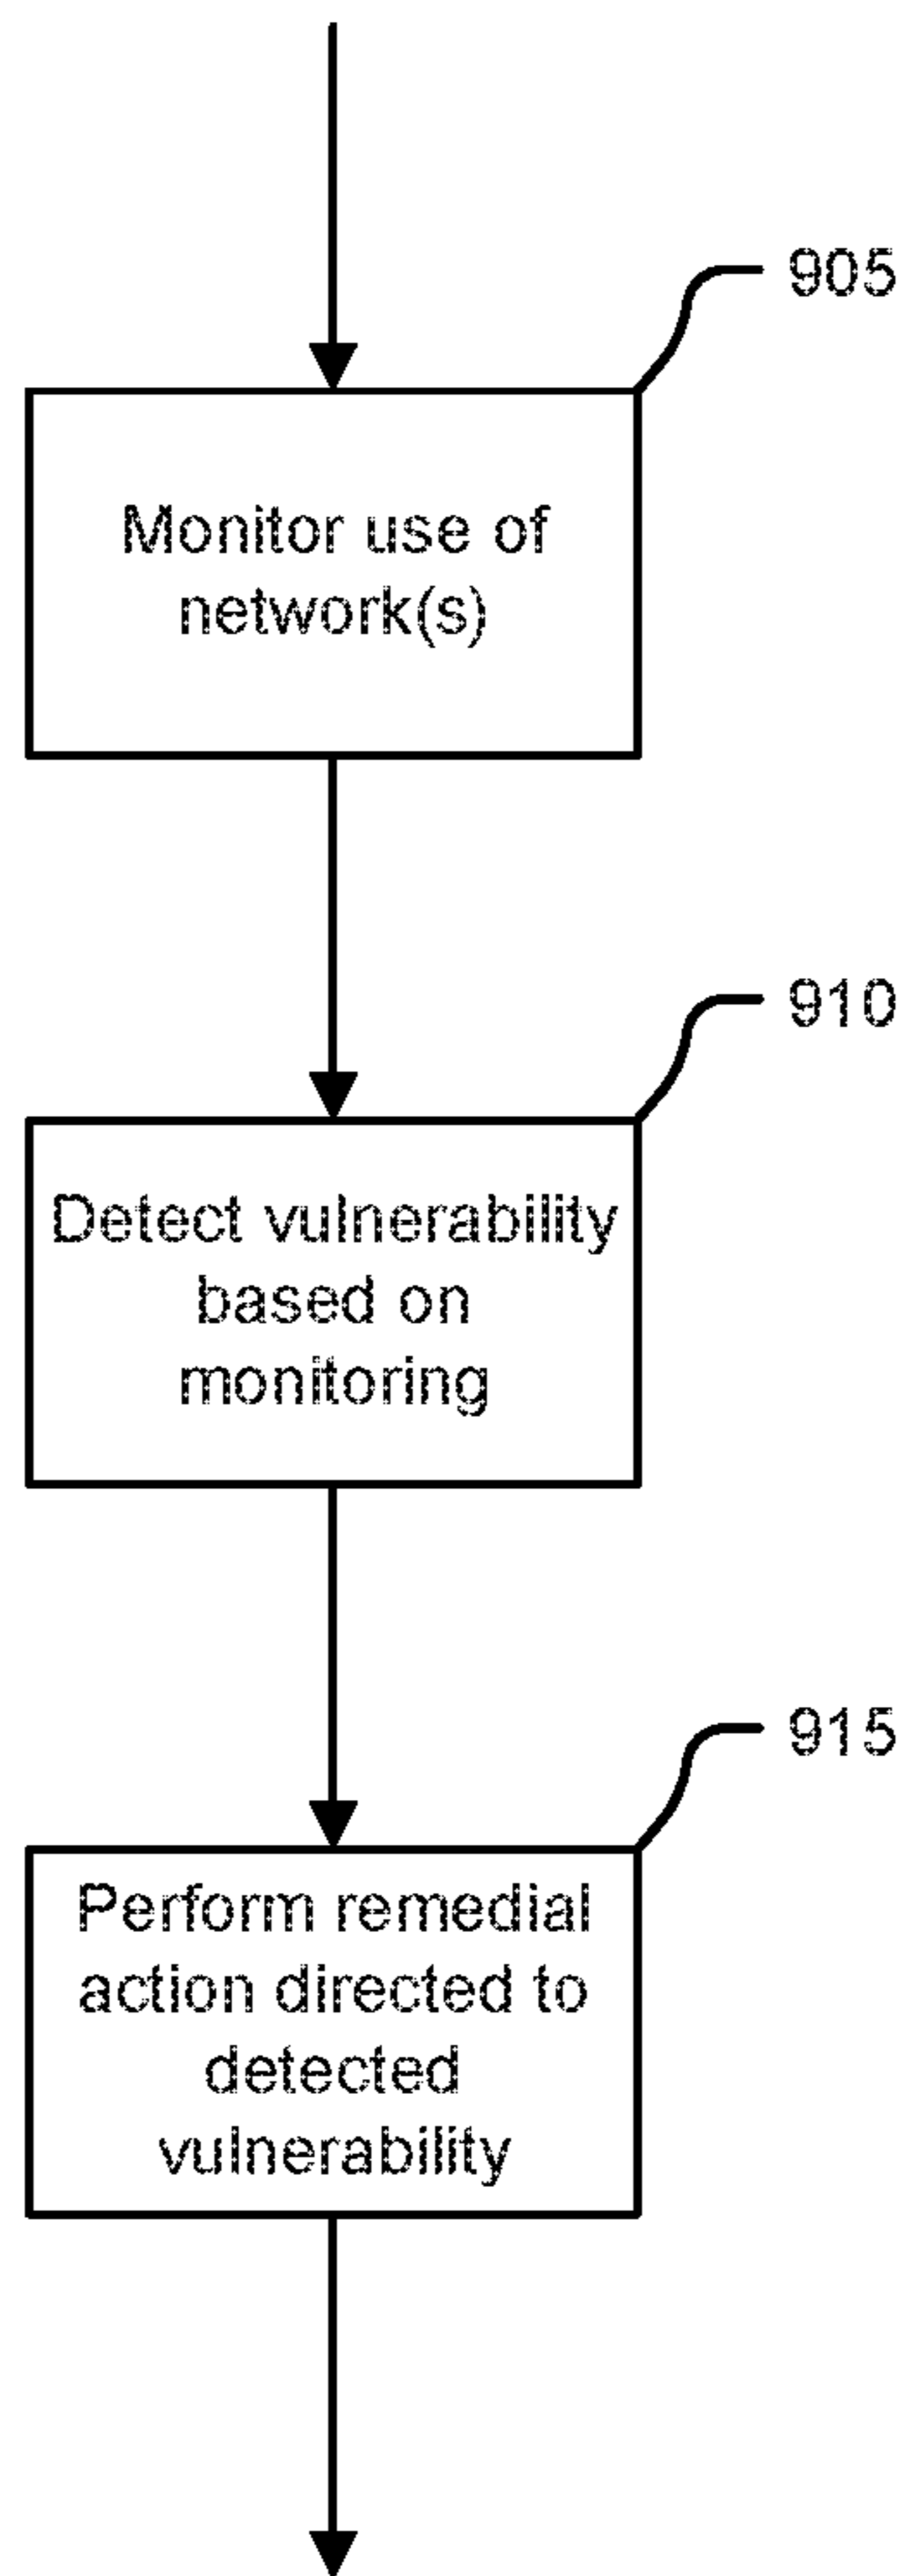 905
Monitor use of
network(s)
910
Detect vulnerability
based on
monitoring
915
Perform remedial
action directed to
detected
vulnerability